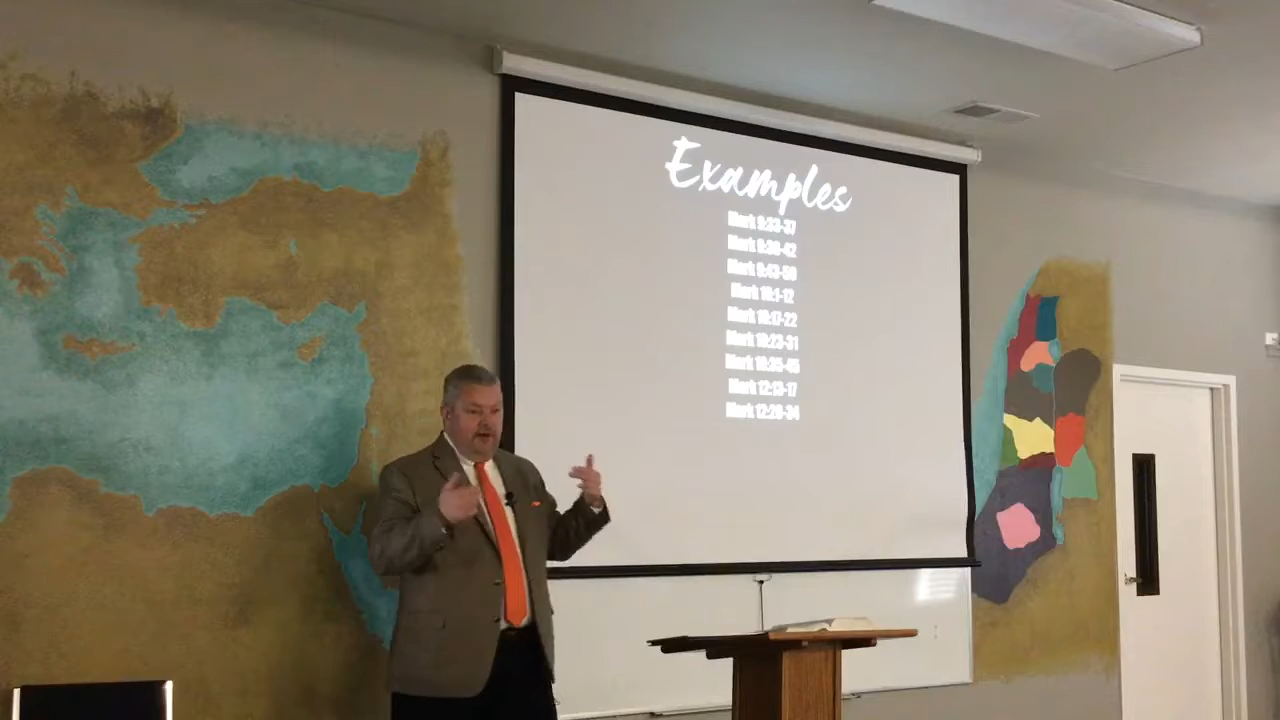 Examples
Mark 9:33-37
Mark 9:38-42
Mark 9:43-50
Mark 10:1-12
Mark 10:17-22
Mark 10:23-31
Mark 10:35-45
Mark 12:13-17
Mark 12:28-34